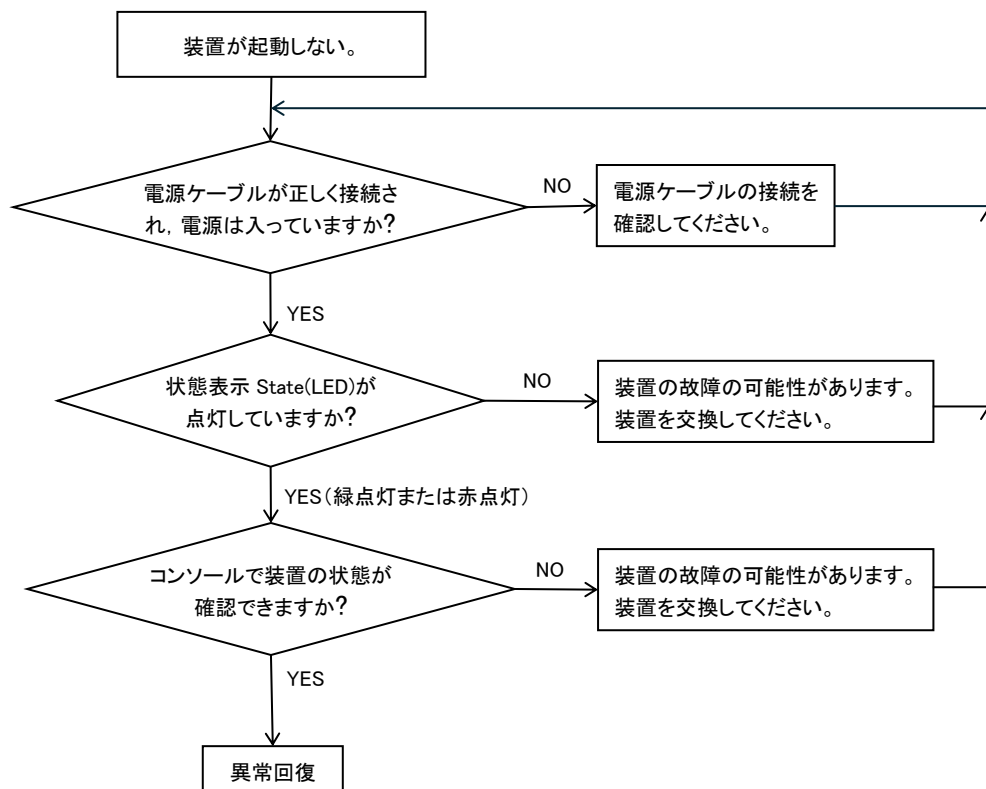 装置が起動しない。
電源ケーブルが正しく接続さ
れ，電源は入っていますか?
NO
電源ケーブルの接続を
確認してください。
YES
状態表示 State(LED)が
点灯していますか?
NO
装置の故障の可能性があります。
装置を交換してください。
YES（緑点灯または赤点灯）
コンソールで装置の状態が
確認できますか?
NO
装置の故障の可能性があります。
装置を交換してください。
YES
異常回復